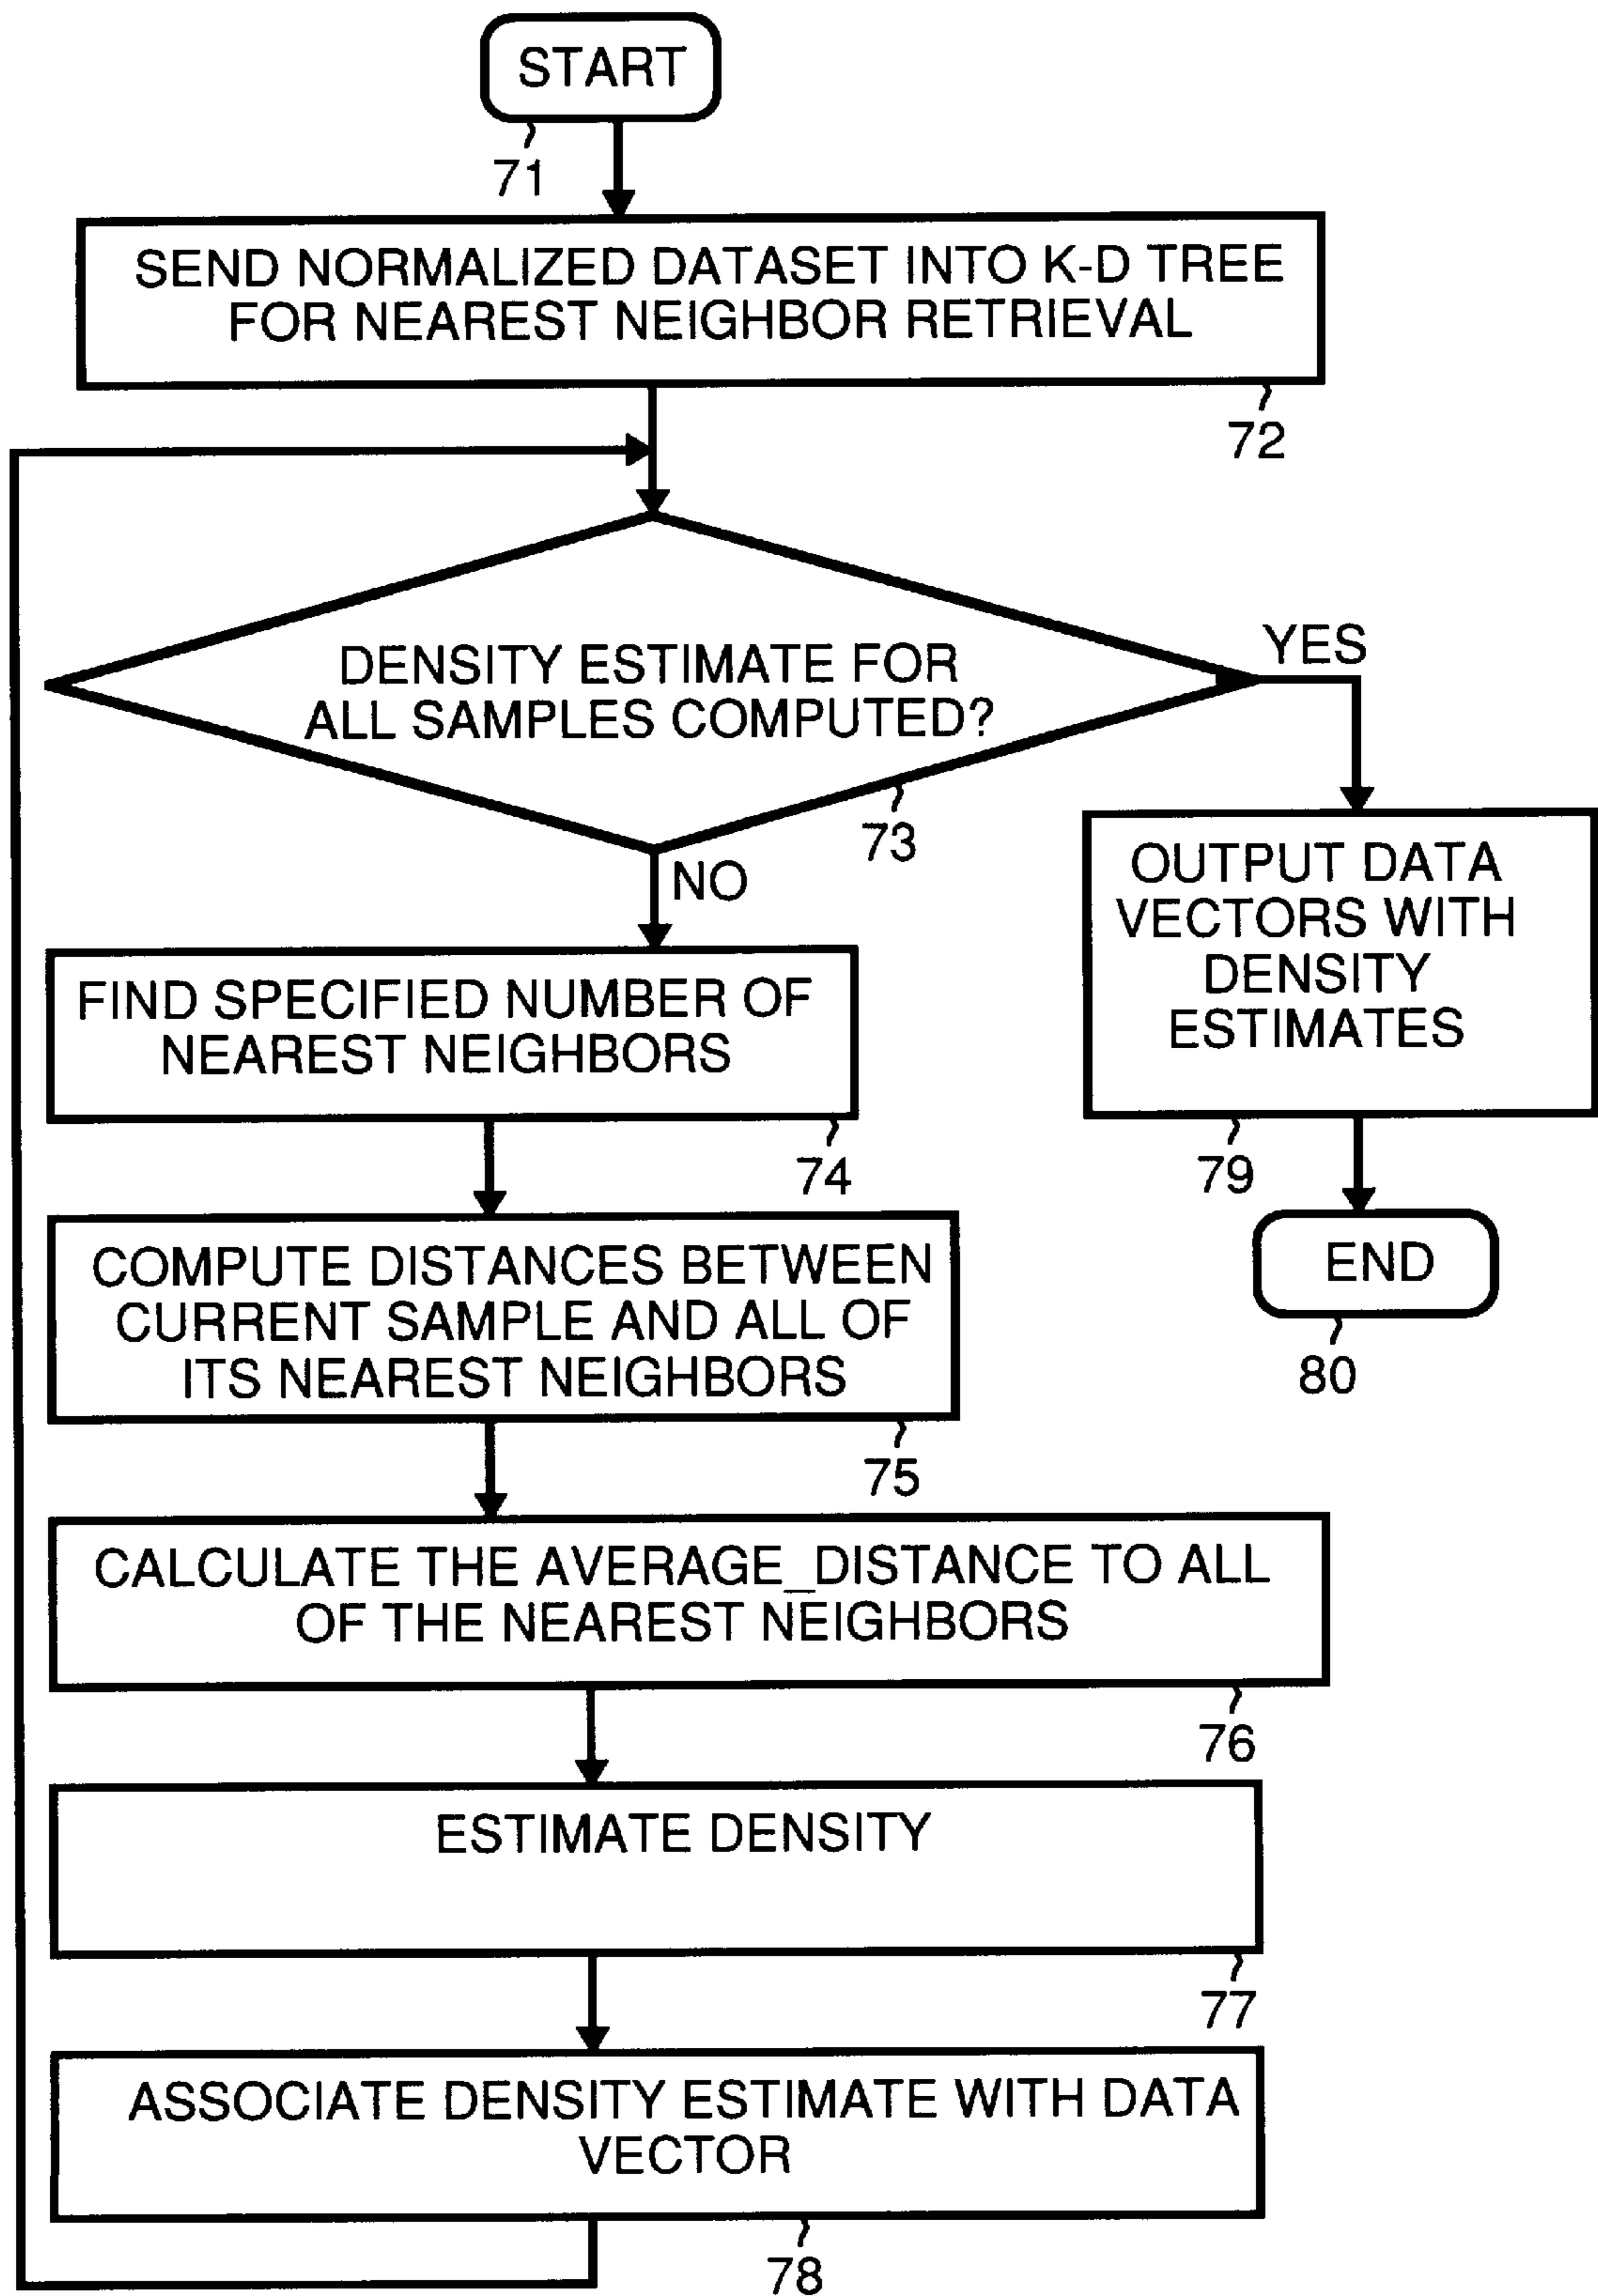 START
71
SEND NORMALIZED DATASET INTO K-D TREE
FOR NEAREST NEIGHBOR RETRIEVAL
72
DENSITY ESTIMATE FOR
ALL SAMPLES COMPUTED?
73
YES
NO
OUTPUT DATA
VECTORS WITH
DENSITY
ESTIMATES
79
END
80
FIND SPECIFIED NUMBER OF
NEAREST NEIGHBORS
74
COMPUTE DISTANCES BETWEEN
CURRENT SAMPLE AND ALL OF
ITS NEAREST NEIGHBORS
75
CALCULATE THE AVERAGE_DISTANCE TO ALL
OF THE NEAREST NEIGHBORS
76
ESTIMATE DENSITY
77
ASSOCIATE DENSITY ESTIMATE WITH DATA
VECTOR
78